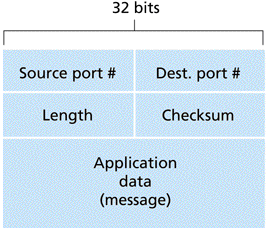 32 bits
Source port # Dest. port #
Length Checksum
Application
data
(message)